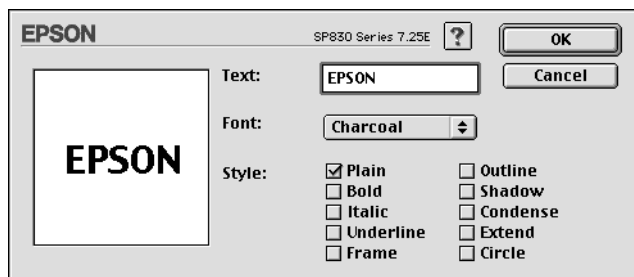 EPSON
SP830 Series 7.25E
?
OK
Text:
EPSON
Cancel
Font:
Charcoal
EPSON
Style:
Plain
Outline
Bold
Shadow
Italic
Condense
Underline
Extend
Frame
Circle